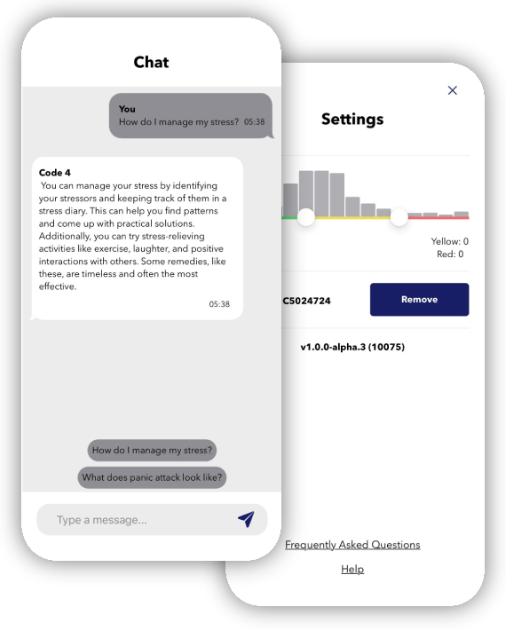 Chat
You
How do I manage my stress? 05:38
Code 4
You can manage your stress by identifying
your stressors and keeping track of them in a
stress diary. This can help you find patterns
and come up with practical solutions.
Additionally, you can try stress-relieving
activities like exercise, laughter, and positive
interactions with others. Some remedies, like
these, are timeless and often the most
effective.
05:38
How do I manage my stress?
What does panic attack look like?
Type a message...
Settings
Yellow: 0
Red: 0
C5024724
Remove
v1.0.0-alpha.3 (10075)
Frequently Asked Questions
Help